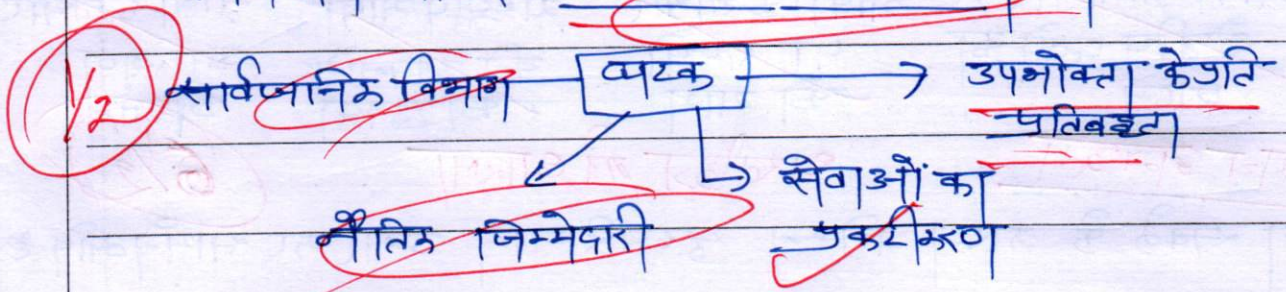 1/2
सार्वजनिक विभाग घटक → उपभोक्ता के प्रति
प्रतिबद्धता
→ सेवाओं का
नैतिक जिम्मेदारी प्रकटीकरण